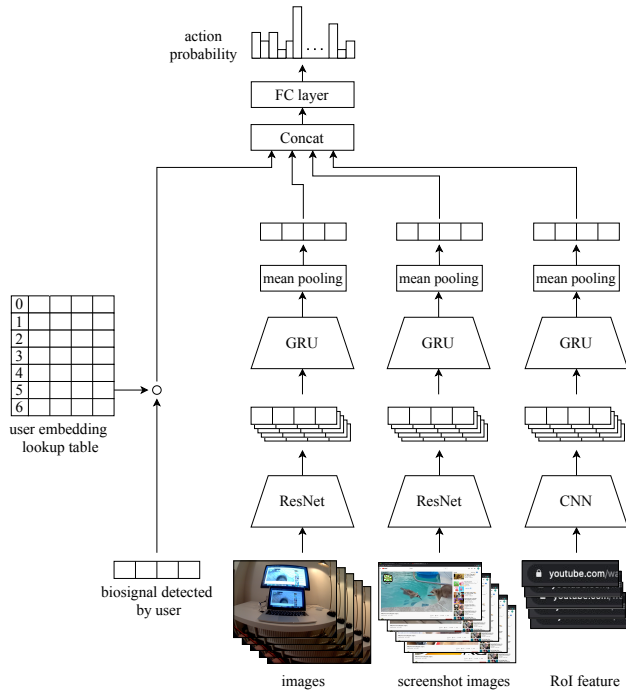 action
probability
FC layer
Concat
mean pooling mean pooling mean pooling
GRU GRU GRU
0
1
2
3
4
5
6
user embedding
lookup table
ResNet ResNet CNN
biosignal detected
by user
youtube.com/wa
images screenshot images RoI feature